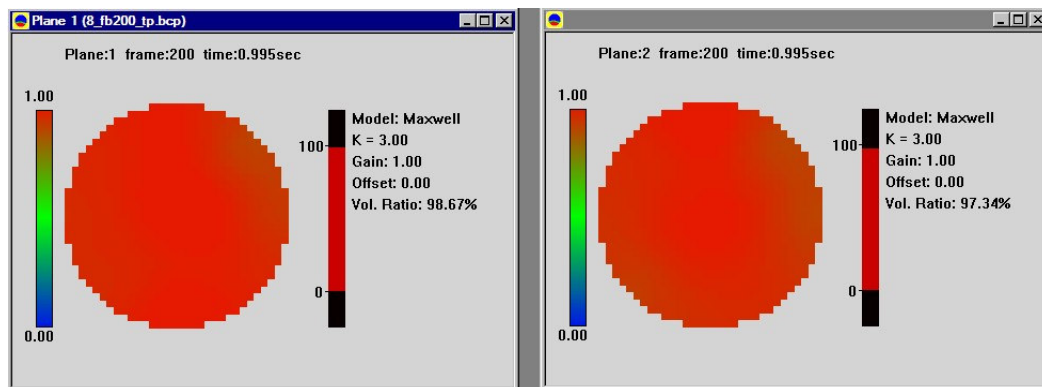 Plane 1 (8_fb200_tp.bcp)
Plane:1 frame:200 time:0.995sec
1.00
0.00
100
0
Model: Maxwell
K = 3.00
Gain: 1.00
Offset: 0.00
Vol. Ratio: 98.67%
Plane:2 frame:200 time:0.995sec
1.00
0.00
100
0
Model: Maxwell
K = 3.00
Gain: 1.00
Offset: 0.00
Vol. Ratio: 97.34%